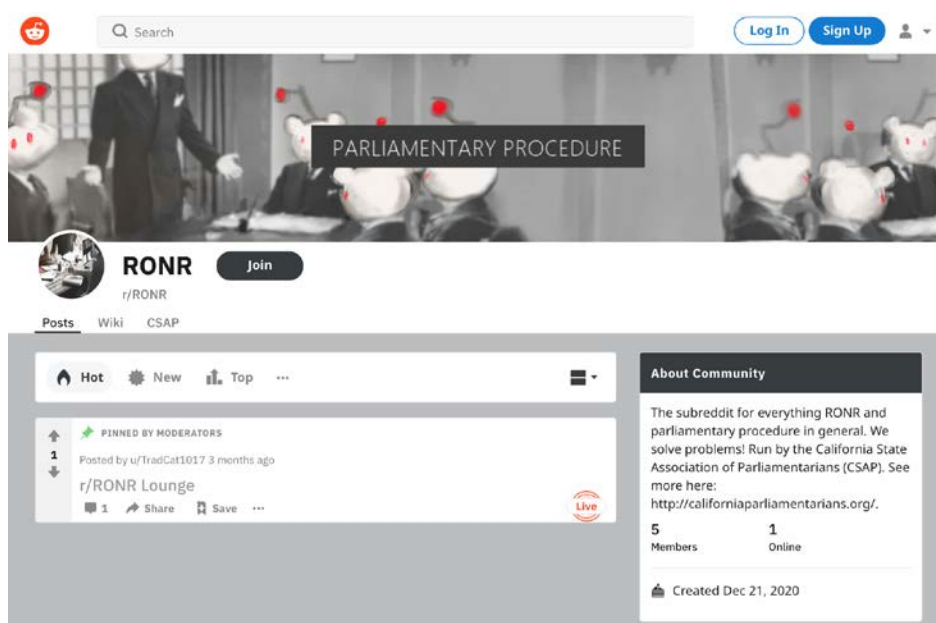 Search
Log In
Sign Up
PARLIAMENTARY PROCEDURE
RONR
Join
r/RONR
Posts Wiki CSAP
Hot New Top ...
PINNED BY MODERATORS
1
Posted by u/TradCat1017 3 months ago
r/RONR Lounge
1 Share Save ...
Live
About Community
The subreddit for everything RONR and
parliamentary procedure in general. We
solve problems! Run by the California State
Association of Parliamentarians (CSAP). See
more here:
http://californiaparliamentarians.org/.
5 1
Members Online
Created Dec 21, 2020